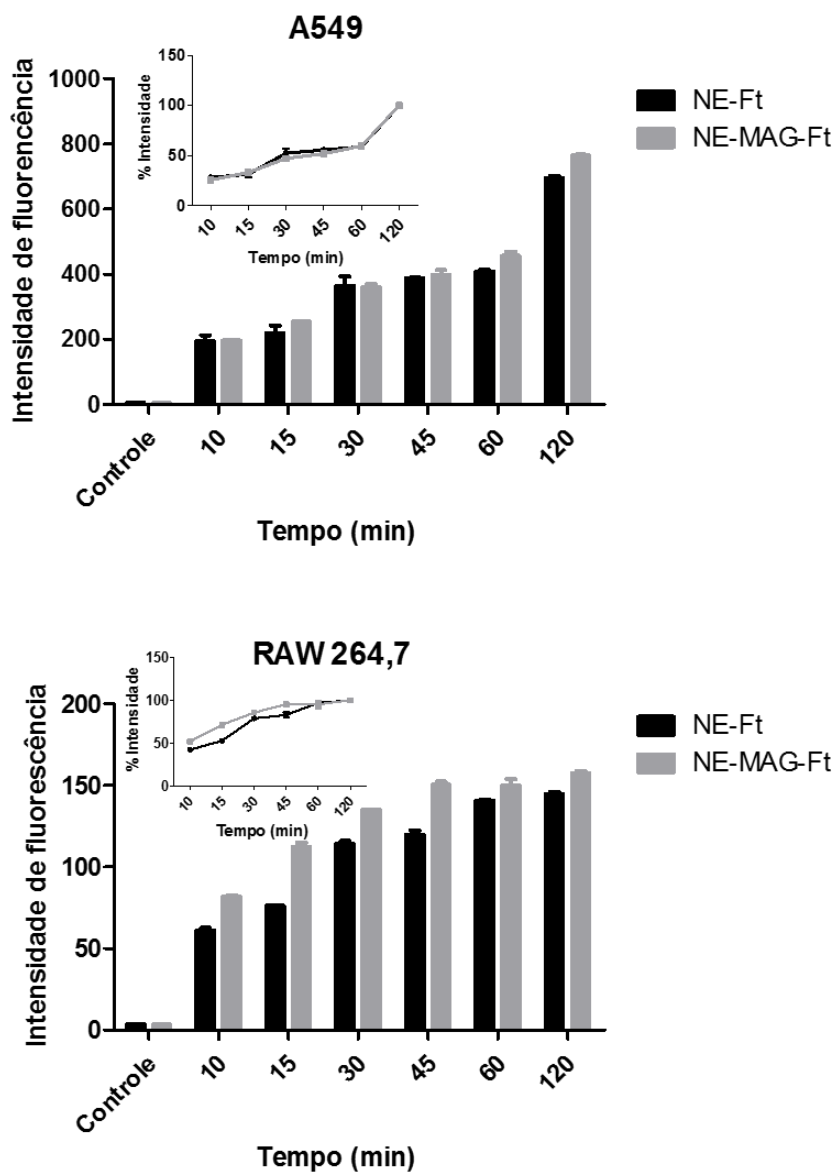 A549
Intensidade de fluorencência
1000
800
600
400
200
0
% Intensidade
150
100
50
0
10 15 30 45 60 120
Tempo (min)
NE-Ft
NE-MAG-Ft
Controle 10 15 30 45 60 120
Tempo (min)
RAW 264,7
Intensidade de fluorescência
200
150
100
50
0
% Intensidade
150
100
50
0
10 15 30 45 60 120
Tempo (min)
NE-Ft
NE-MAG-Ft
Controle 10 15 30 45 60 120
Tempo (min)